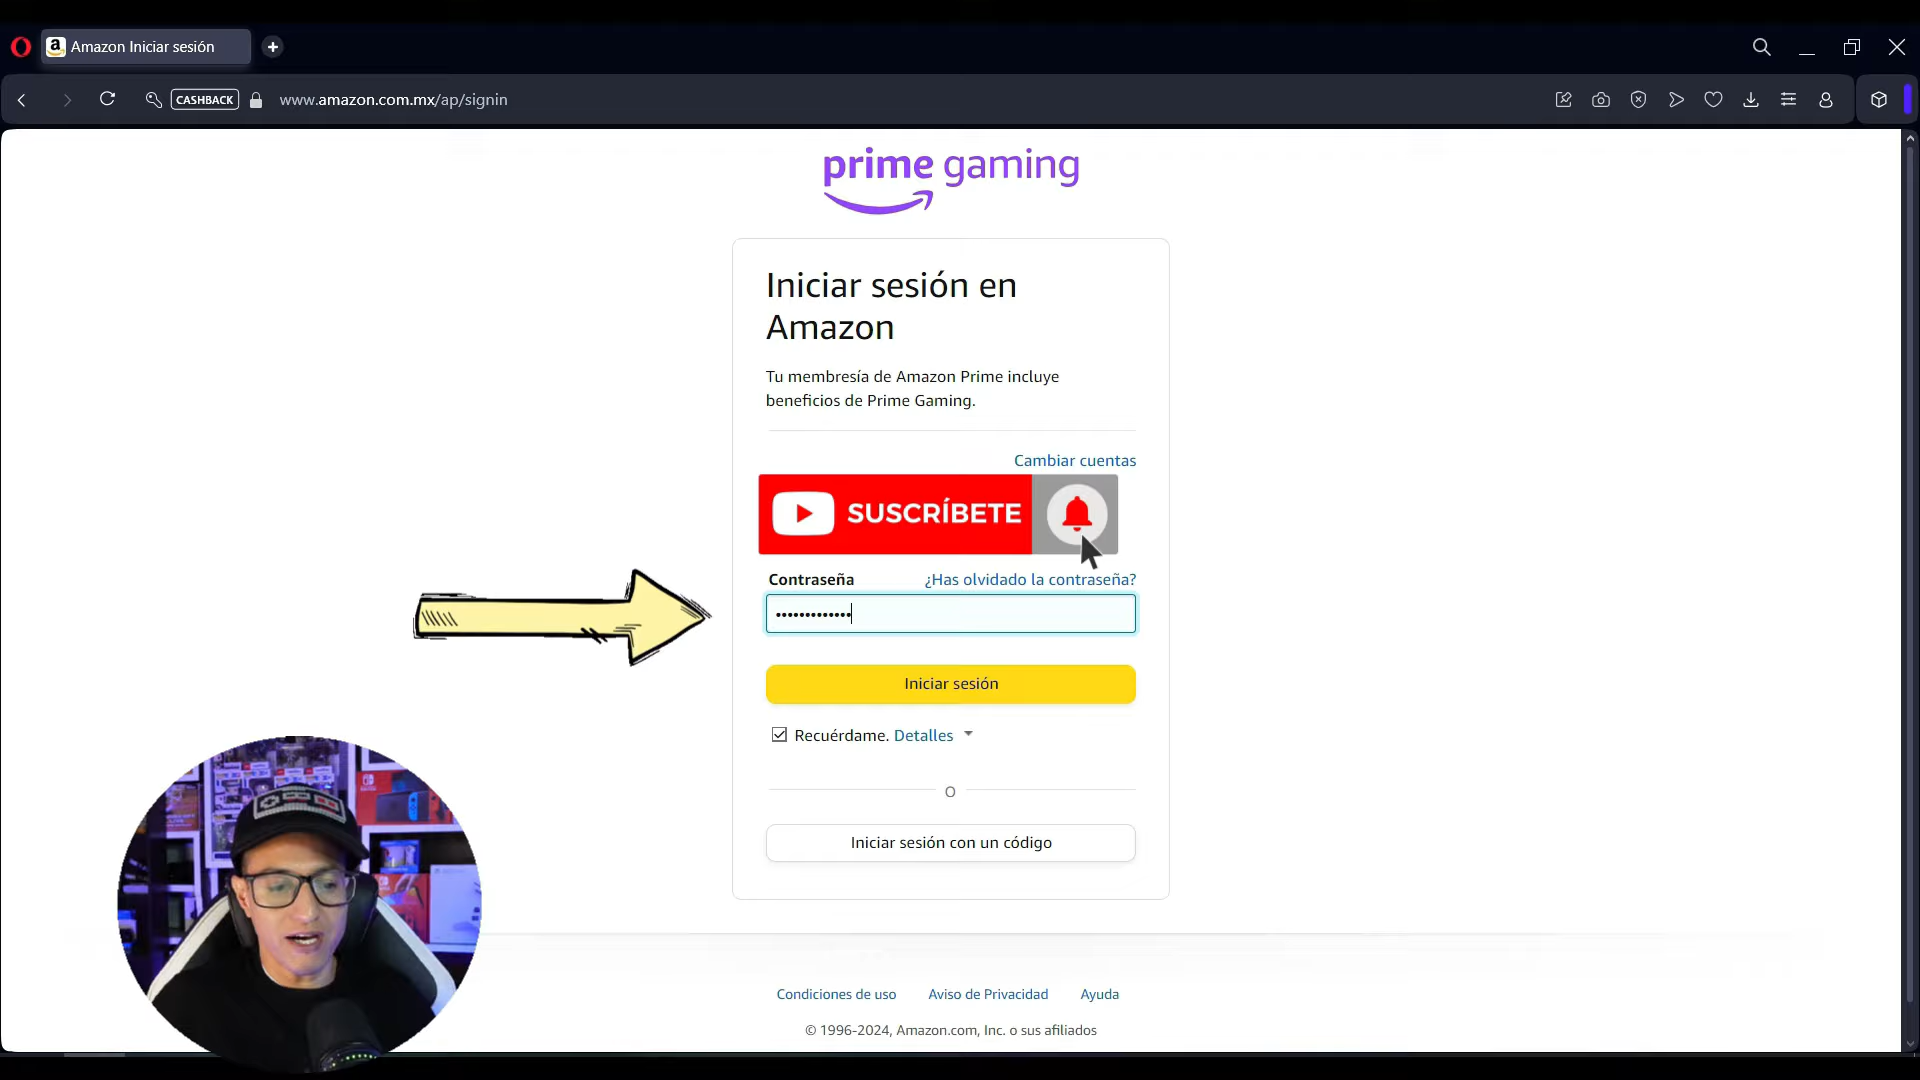 Amazon Iniciar sesión
CASHBACK
www.amazon.com.mx/ap/signin
prime gaming
Iniciar sesión en
Amazon
Tu membresía de Amazon Prime incluye
beneficios de Prime Gaming.
Cambiar cuentas
SUSCRÍBETE
Contraseña ¿Has olvidado la contraseña?
•••••••••••••
Iniciar sesión
Recuérdame. Detalles
O
Iniciar sesión con un código
Condiciones de uso Aviso de Privacidad Ayuda
© 1996-2024, Amazon.com, Inc. o sus afiliados